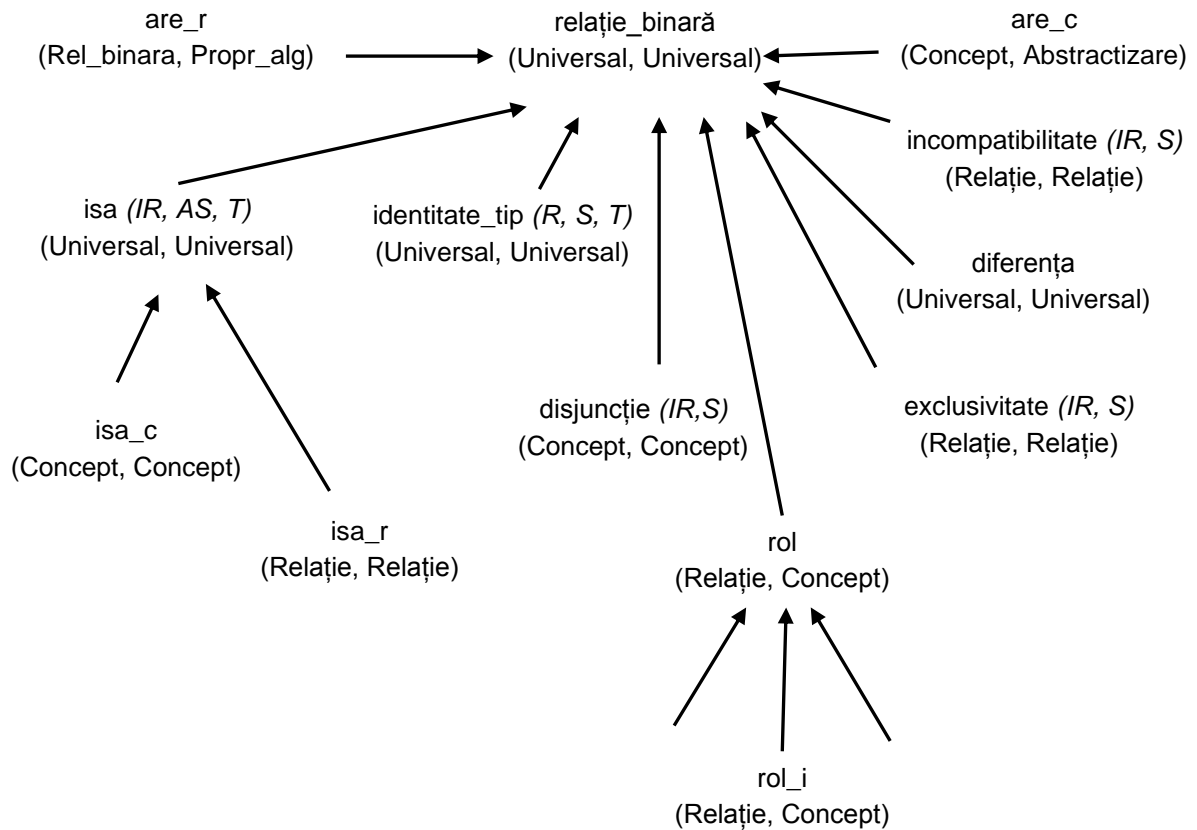 are_r
(Rel_binara, Propr_alg)
relație_binară
(Universal, Universal)
are_c
(Concept, Abstractizare)
incompatibilitate (IR, S)
(Relație, Relație)
isa (IR, AS, T)
(Universal, Universal)
identitate_tip (R, S, T)
(Universal, Universal)
diferența
(Universal, Universal)
disjuncție (IR,S)
(Concept, Concept)
exclusivitate (IR, S)
(Relație, Relație)
isa_c
(Concept, Concept)
isa_r
(Relație, Relație)
rol
(Relație, Concept)
rol_i
(Relație, Concept)